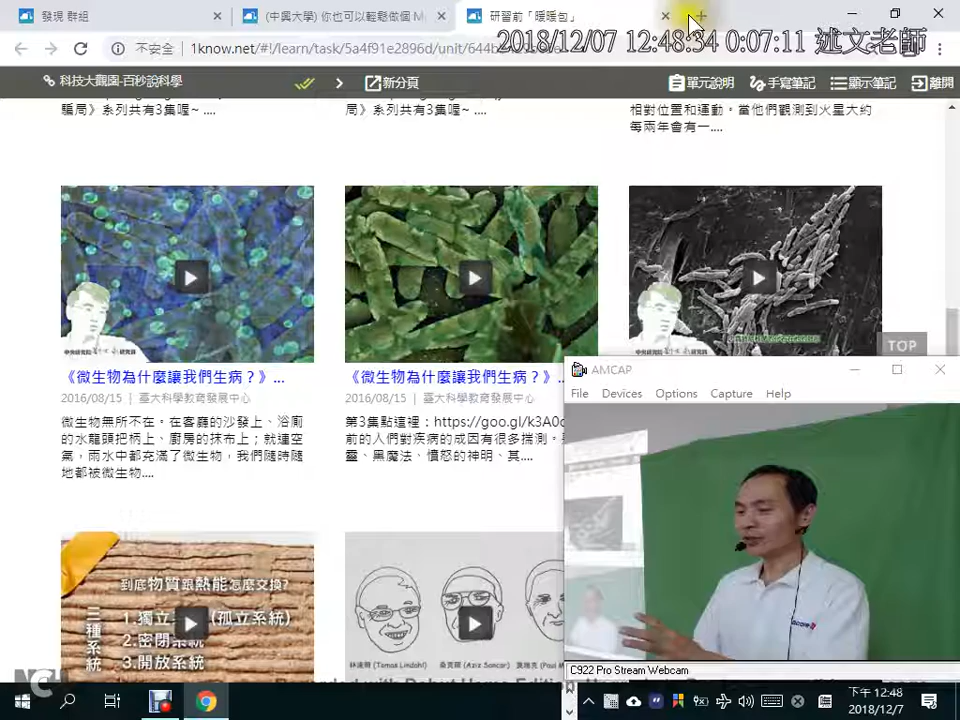 發現 群組
(中興大學) 你也可以輕鬆做個 M
研習前「暖暖包」
不安全
1know.net/#!/learn/task/5a4f91e2896d/unit/644b
2018/12/07 12:48:34 0:07:11 述文老師
科技大觀園-百秒說科學
新分頁
單元說明
手寫筆記
顯示筆記
離開
騙局》系列共有3集喔~ ....
局》系列共有3集喔~ ....
相對位置和運動。當他們觀測到火星大約
每兩年會有一....
TOP
《微生物為什麼讓我們生病？》...
2016/08/15 | 臺大科學教育發展中心
微生物無所不在。在客廳的沙發上、浴廁
的水龍頭把柄上、廚房的抹布上；就連空
氣，雨水中都充滿了微生物，我們隨時隨
地都被微生物....
《微生物為什麼讓我們生病？》...
2016/08/15 | 臺大科學教育發展中心
第3集點這裡：https://goo.gl/k3A0
前的人們對疾病的成因有很多揣測。
靈、黑魔法、憤怒的神明、其....
AMCAP
File Devices Options Capture Help
C922 Pro Stream Webcam
到底物質跟熱能怎麼交換?
三種系統
1.獨立系統(孤立系統)
2.密閉系統
3.開放系統
林達爾 (Tomas Lindahl)
桑賈爾 (Aziz Sancar)
莫瑞克 (Paul M
NCH
下午 12:48
2018/12/7